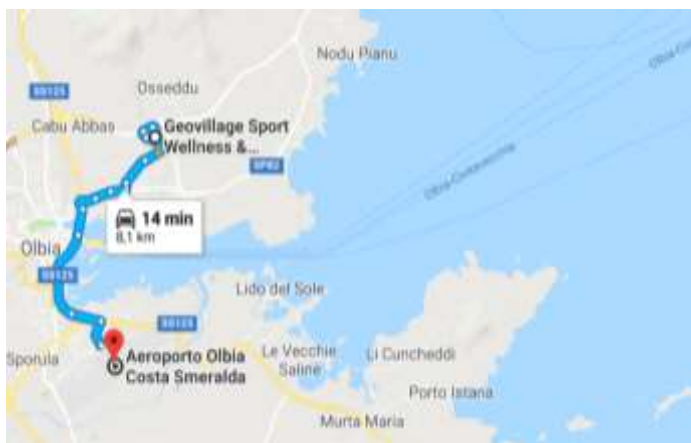 Nodu Pianu
Osseddu
SS125
Cabu Abbas
Geovillage Sport
Wellness &...
SP82
14 min
8,1 km
Olbia
SS125
Lido del Sole
SS125
Sporula
Aeroporto Olbia
Costa Smeralda
Le Vecchie
Saline
Li Cuncheddi
Porto Istana
Murta Maria
Olbia-Civitavecchia